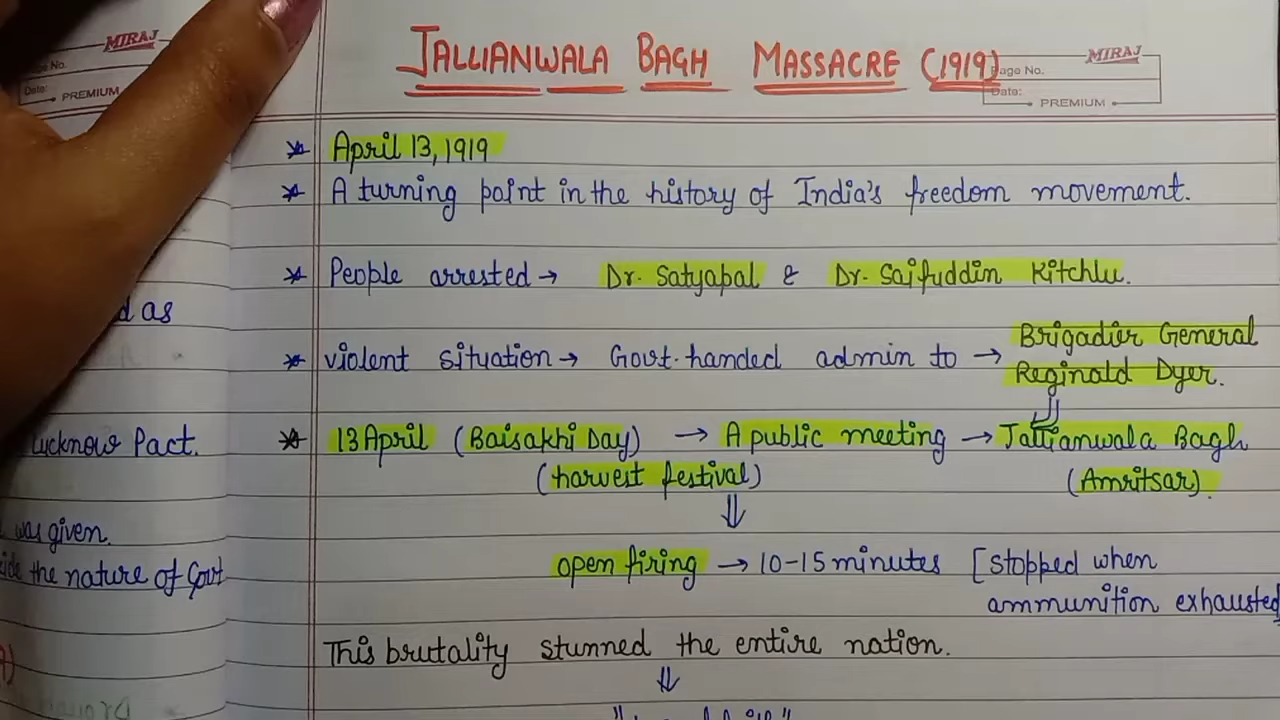 MIRAJ
Page No.
Date:
PREMIUM
d as
Lucknow Pact.
was given.
the nature of Govt
JALLIANWALA BAGH MASSACRE (1919)
MIRAJ
Page No.
Date:
PREMIUM
April 13, 1919
A turning point in the history of India's freedom movement.
People arrested → Dr. Satyapal & Dr. Saifuddin Kitchlu.
violent situation → Govt. handed admin to → Brigadier General
Reginald Dyer.
13 April (Baisakhi Day) → A public meeting → Jallianwala Bagh
(harvest festival) (Amritsar).
⇓
open firing → 10-15 minutes [stopped when
ammunition exhausted
This brutality stunned the entire nation.
⇓